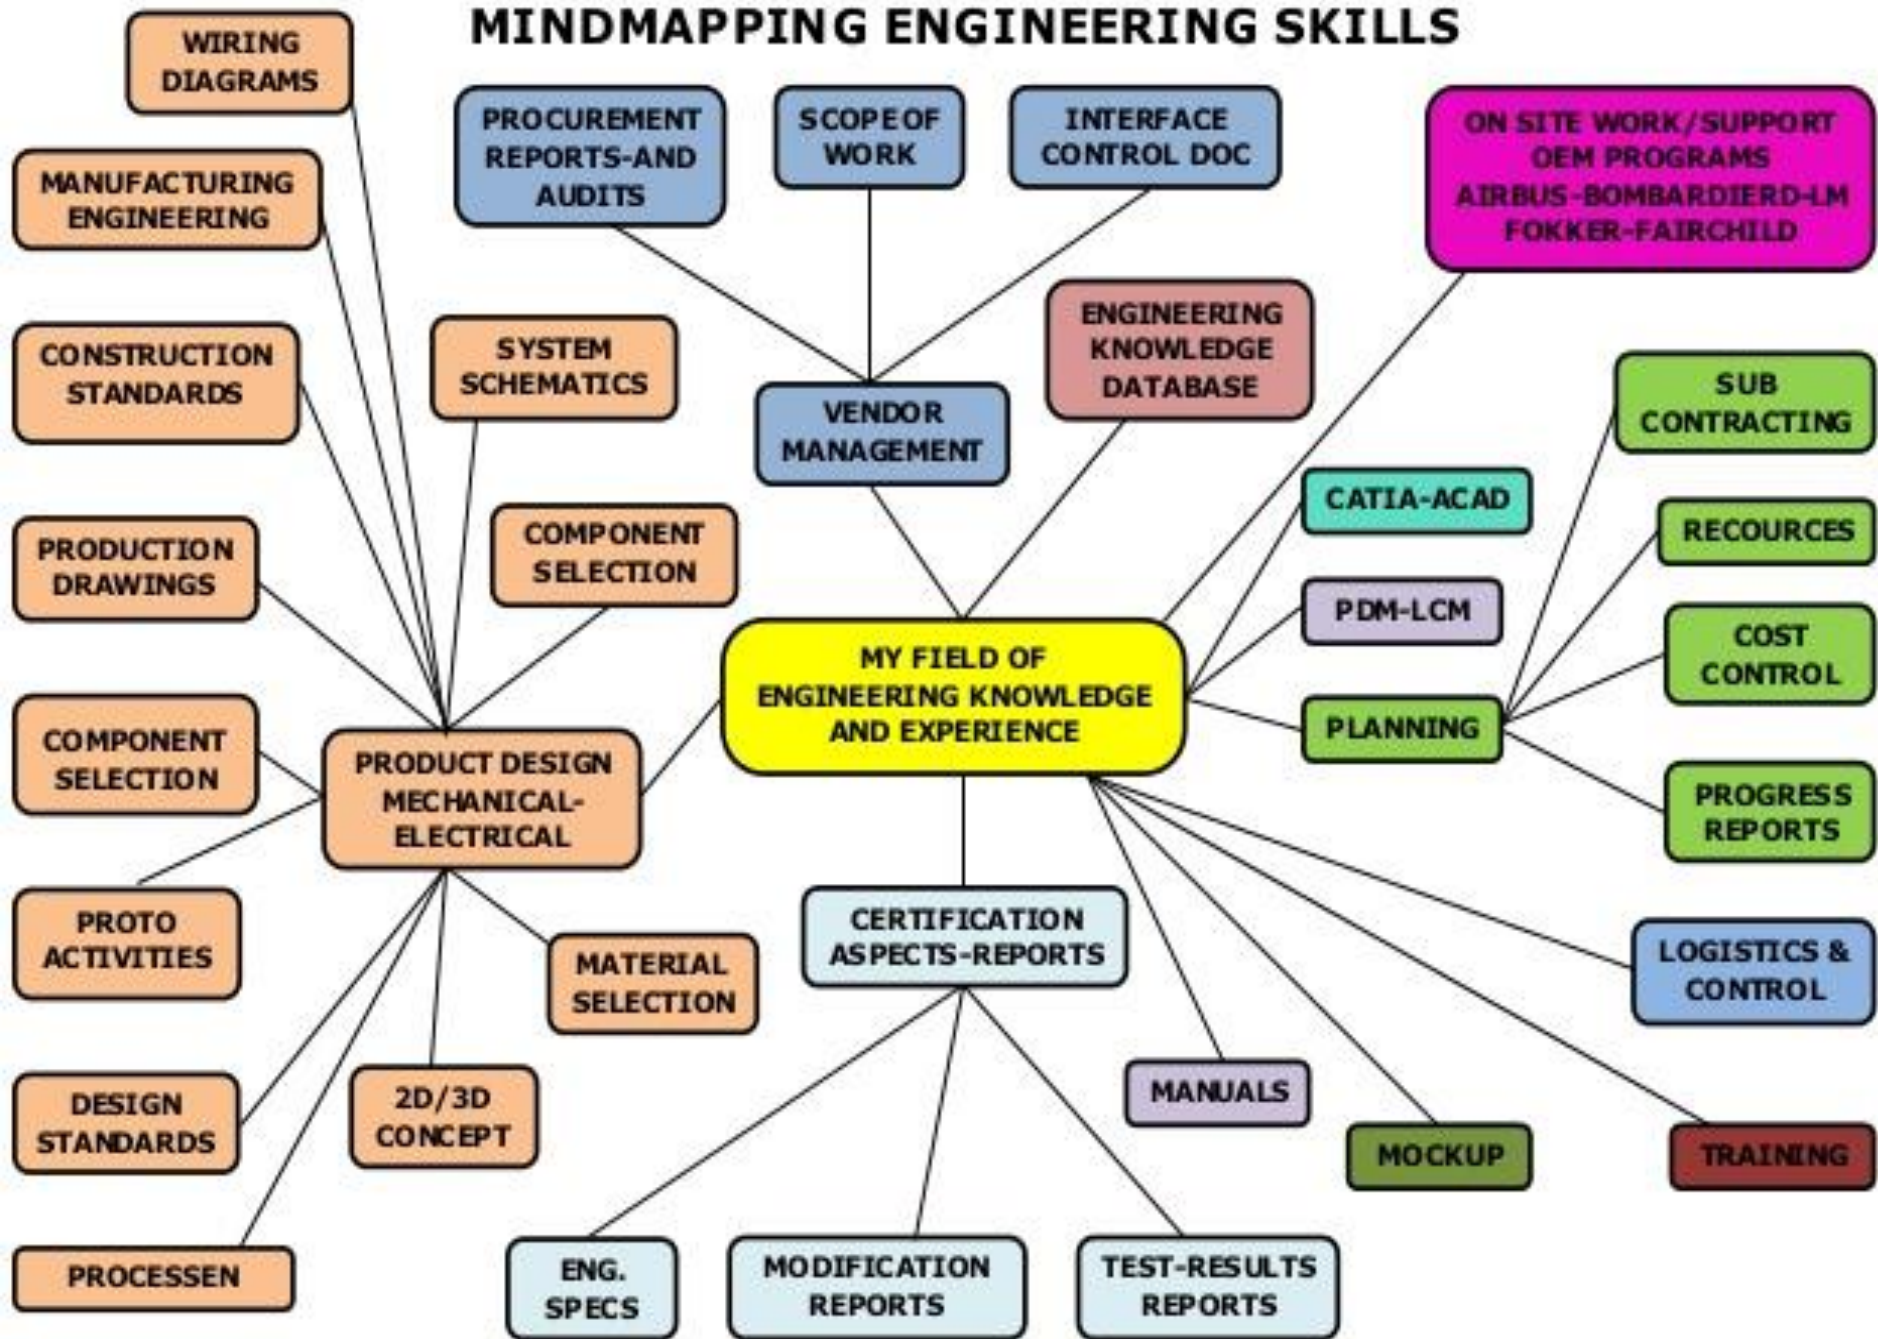 MINDMAPPING ENGINEERING SKILLS
WIRING
DIAGRAMS
PROCUREMENT
REPORTS-AND
AUDITS
SCOPE OF
WORK
INTERFACE
CONTROL DOC
ON SITE WORK/SUPPORT
OEM PROGRAMS
AIRBUS-BOMBARDIERD-LM
FOKKER-FAIRCHILD
MANUFACTURING
ENGINEERING
CONSTRUCTION
STANDARDS
SYSTEM
SCHEMATICS
VENDOR
MANAGEMENT
ENGINEERING
KNOWLEDGE
DATABASE
SUB
CONTRACTING
CATIA-ACAD
RECOURCES
PRODUCTION
DRAWINGS
COMPONENT
SELECTION
PDM-LCM
COST
CONTROL
MY FIELD OF
ENGINEERING KNOWLEDGE
AND EXPERIENCE
PLANNING
COMPONENT
SELECTION
PRODUCT DESIGN
MECHANICAL-
ELECTRICAL
PROGRESS
REPORTS
PROTO
ACTIVITIES
MATERIAL
SELECTION
CERTIFICATION
ASPECTS-REPORTS
LOGISTICS &
CONTROL
DESIGN
STANDARDS
2D/3D
CONCEPT
MANUALS
MOCKUP
TRAINING
PROCESSEN
ENG.
SPECS
MODIFICATION
REPORTS
TEST-RESULTS
REPORTS